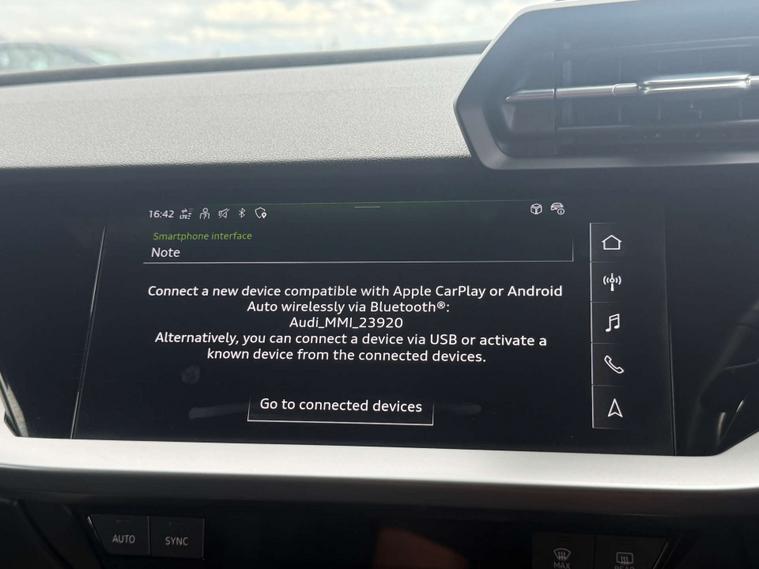 16:42
Smartphone interface
Note
Connect a new device compatible with Apple CarPlay or Android
Auto wirelessly via Bluetooth®:
Audi_MMI_23920
Alternatively, you can connect a device via USB or activate a
known device from the connected devices.
Go to connected devices
AUTO
SYNC
MAX
REAR